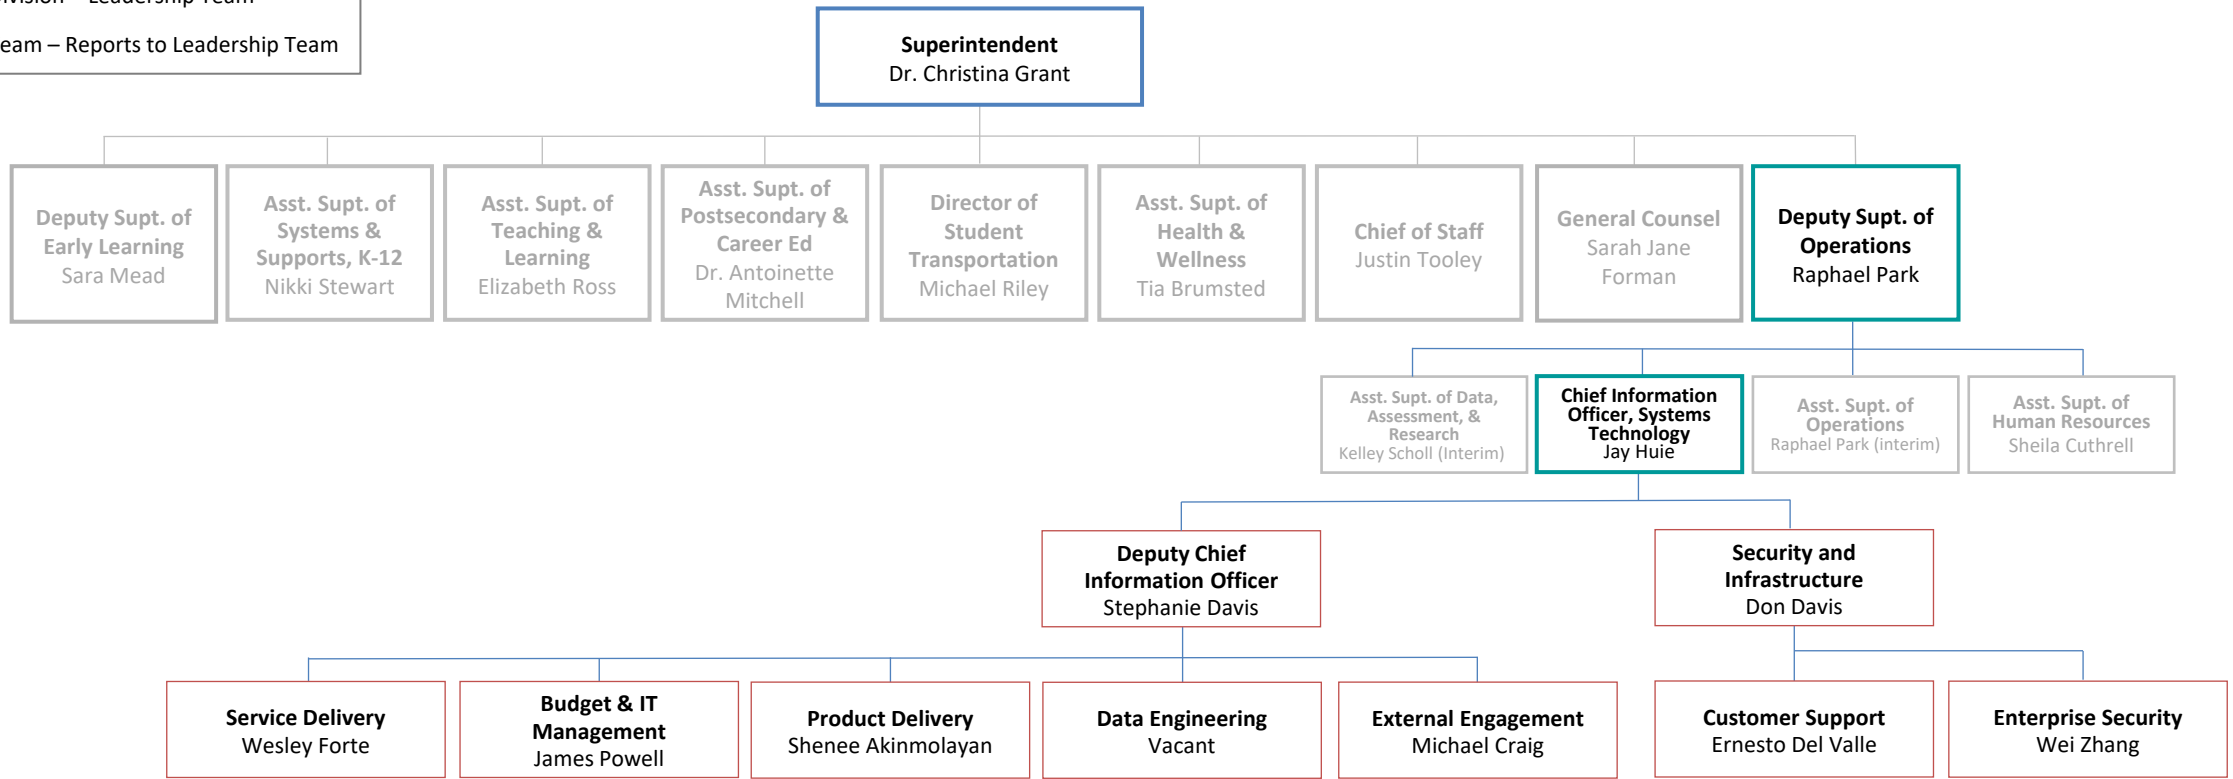 – Leadership Team
– Reports to Leadership Team
Superintendent
Dr. Christina Grant
Deputy Supt. of
Early Learning
Sara Mead
Asst. Supt. of
Systems &
Supports, K-12
Nikki Stewart
Asst. Supt. of
Teaching &
Learning
Elizabeth Ross
Asst. Supt. of
Postsecondary &
Career Ed
Dr. Antoinette
Mitchell
Director of
Student
Transportation
Michael Riley
Asst. Supt. of
Health &
Wellness
Tia Brumsted
Chief of Staff
Justin Tooley
General Counsel
Sarah Jane
Forman
Deputy Supt. of
Operations
Raphael Park
Asst. Supt. of Data,
Assessment, &
Research
Kelley Scholl (Interim)
Chief Information
Officer, Systems
Technology
Jay Huie
Asst. Supt. of
Operations
Raphael Park (interim)
Asst. Supt. of
Human Resources
Sheila Cuthrell
Deputy Chief
Information Officer
Stephanie Davis
Security and
Infrastructure
Don Davis
Service Delivery
Wesley Forte
Budget & IT
Management
James Powell
Product Delivery
Shenee Akinmolayan
Data Engineering
Vacant
External Engagement
Michael Craig
Customer Support
Ernesto Del Valle
Enterprise Security
Wei Zhang